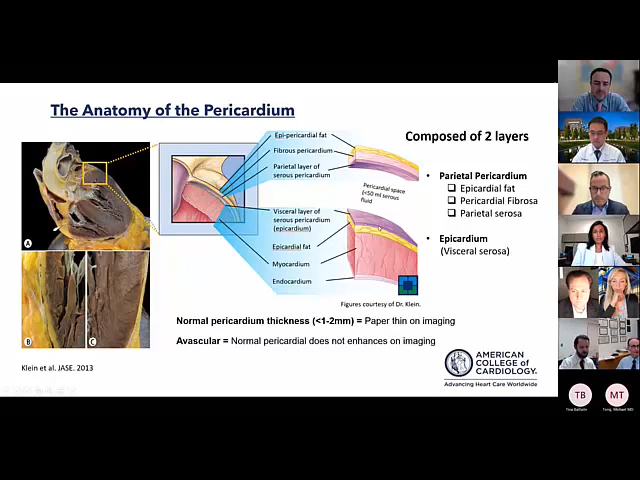 The Anatomy of the Pericardium
Epi-pericardial fat
Fibrous pericardium
Parietal layer of
serous pericardium
Pericardial space
(<50 ml serous
fluid
Visceral layer of
serous pericardium
(epicardium)
Epicardial fat
Myocardium
Endocardium
A
B
C
Figures courtesy of Dr. Klein.
Composed of 2 layers
• Parietal Pericardium
❑ Epicardial fat
❑ Pericardial Fibrosa
❑ Parietal serosa
• Epicardium
(Visceral serosa)
Normal pericardium thickness (<1-2mm) = Paper thin on imaging
Avascular = Normal pericardial does not enhances on imaging
Klein et al. JASE. 2013
AMERICAN
COLLEGE of
CARDIOLOGY.
Advancing Heart Care Worldwide
TB
MT
Tong, Michael MD